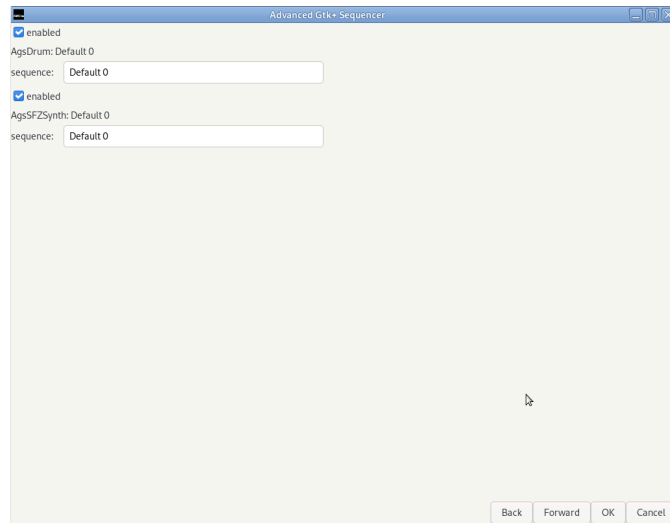 Advanced Gtk+ Sequencer
enabled
AgsDrum: Default 0
sequence: Default 0
enabled
AgsSFZSynth: Default 0
sequence: Default 0
Back Forward OK Cancel